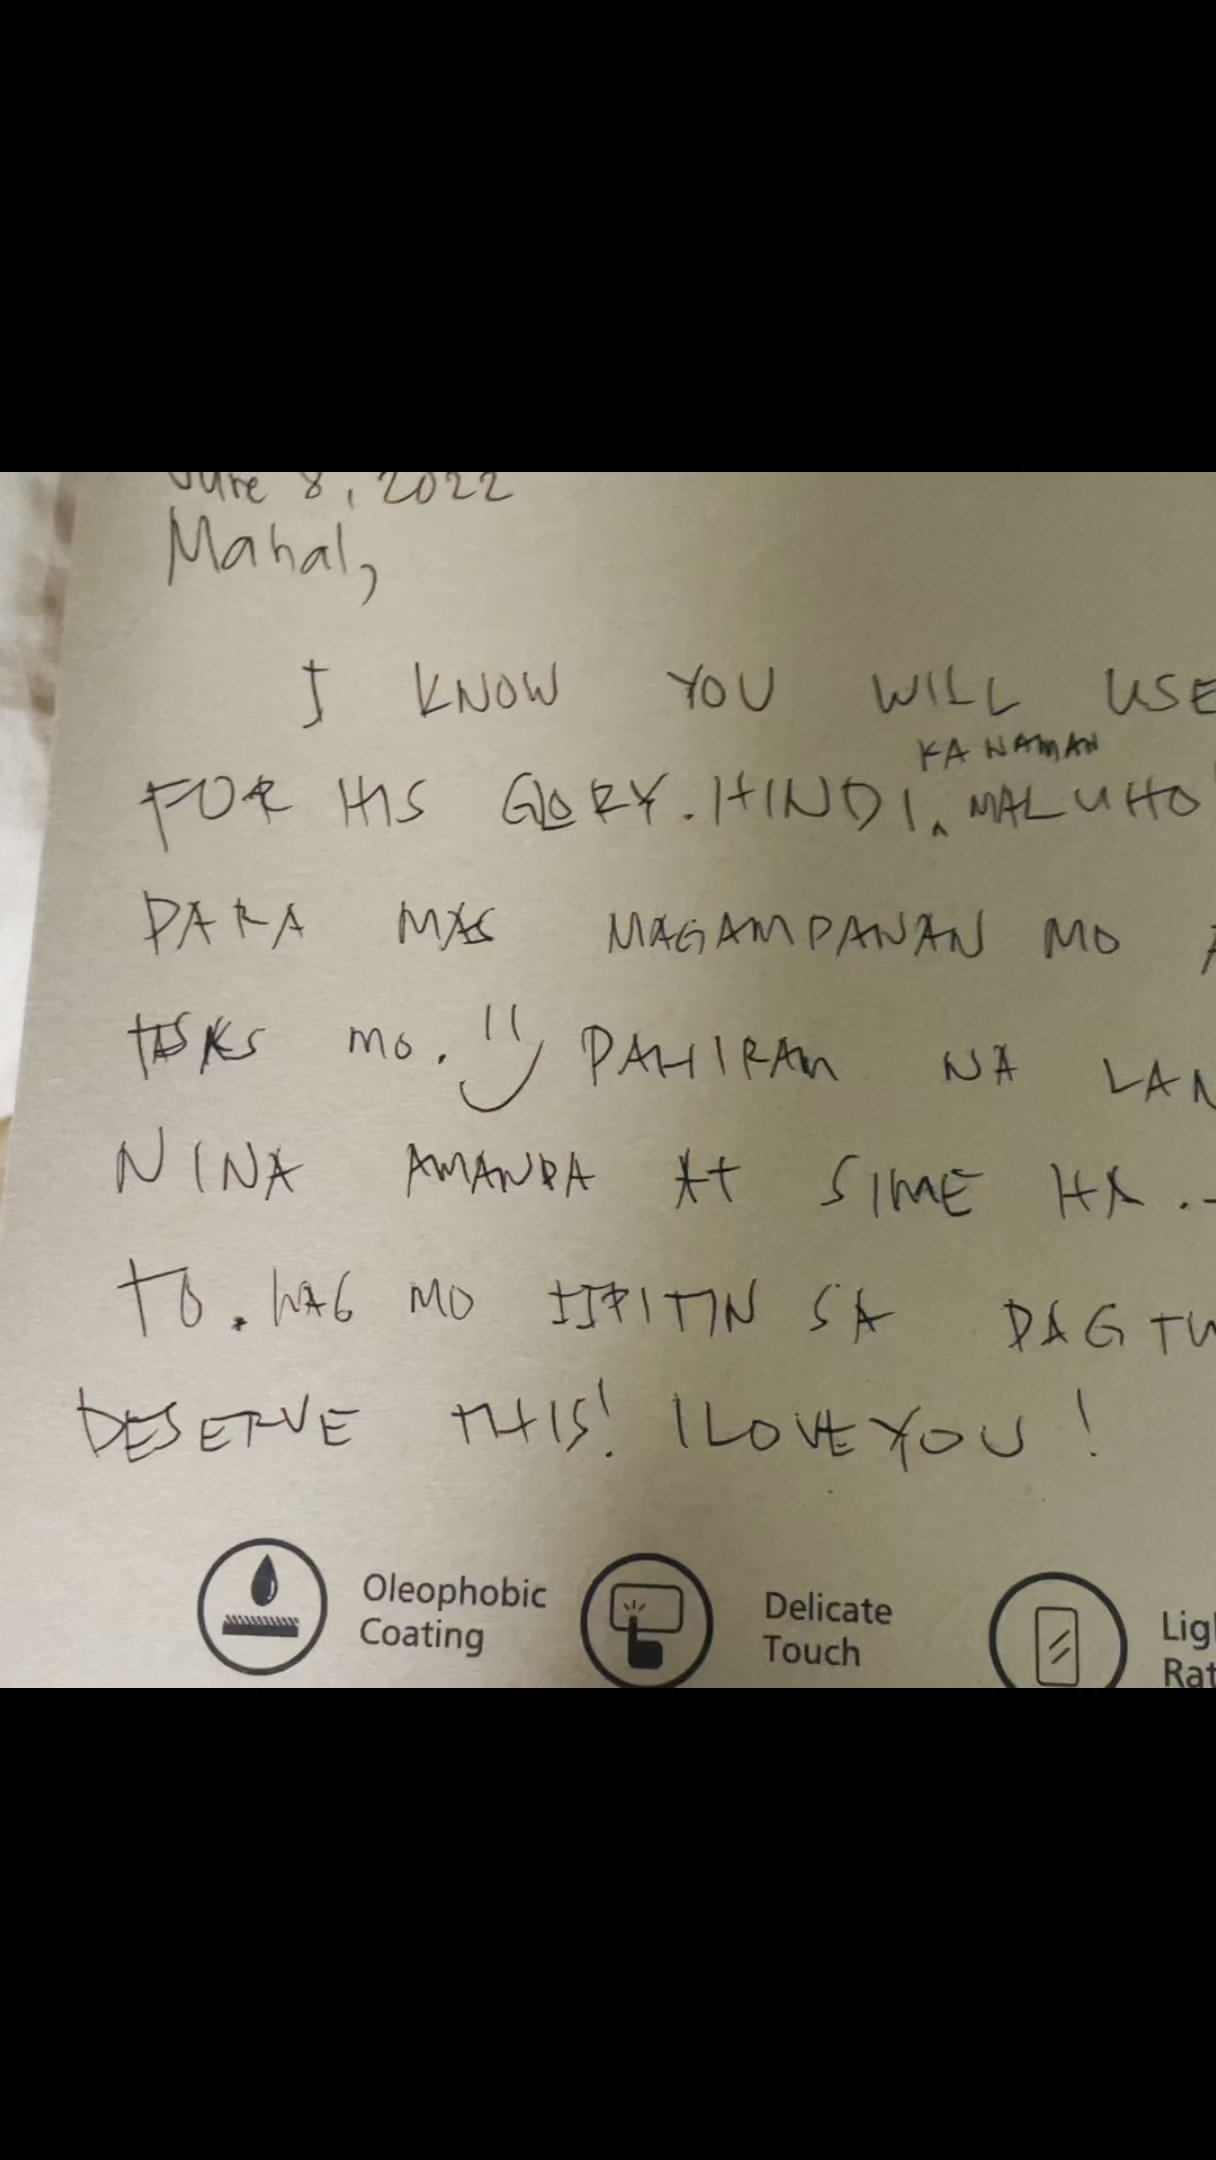 June 8, 2022
Mahal,
I KNOW YOU WILL USE
KA NAMAN
FOR HIS GLORY. HINDI ^ MALUHO
PARA MAS MAGAMPANAN MO
TASKS MO. PAHIRAM NA LAN
NINA AMANDA AT SIME HA.
TO. WAG MO IIPITIN SA PAGTU
DESERVE THIS! I LOVE YOU!
Oleophobic Coating
Delicate Touch
Lig
Rat